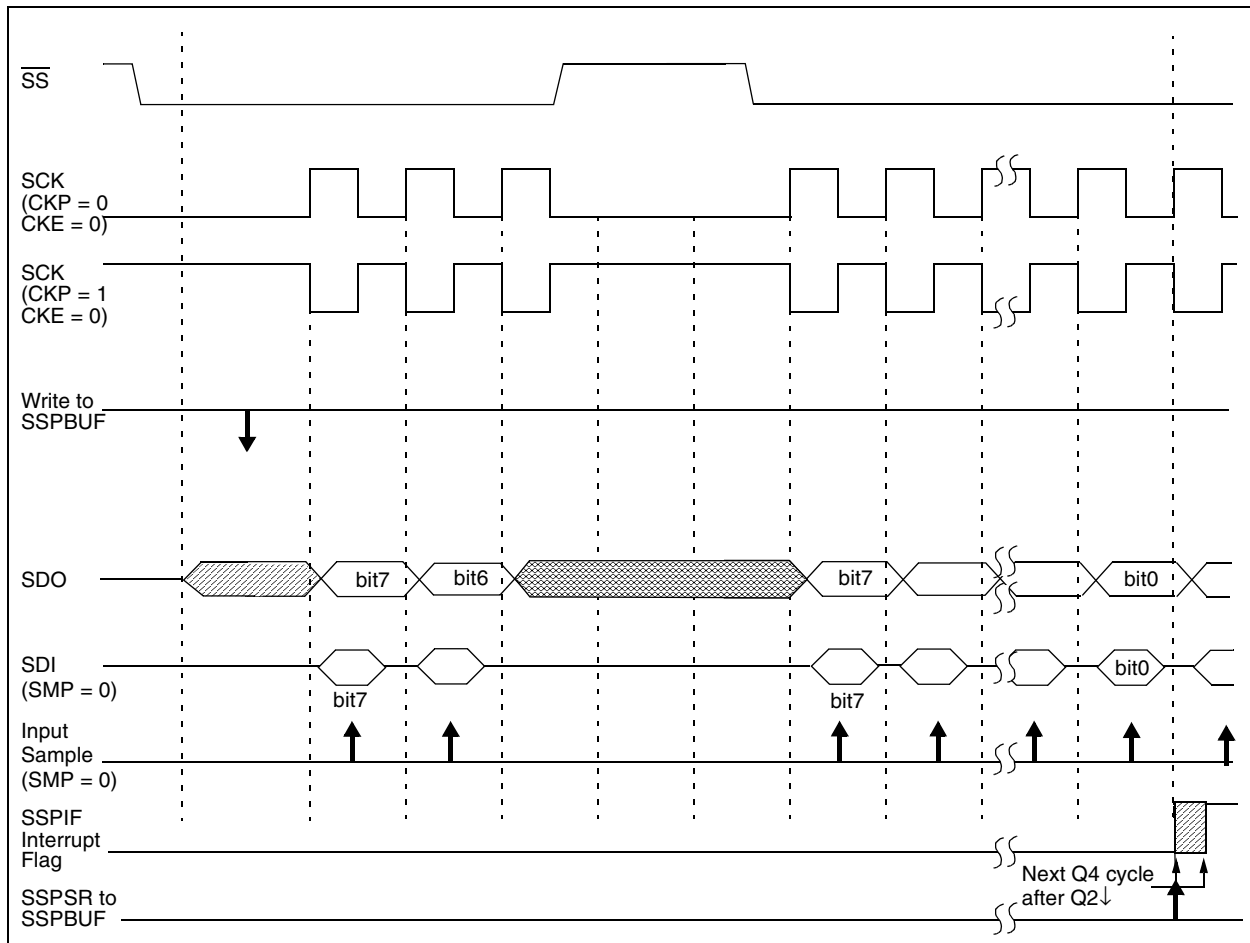 SS
SCK
(CKP = 0
CKE = 0)
SCK
(CKP = 1
CKE = 0)
Write to
SSPBUF
SDO
bit7
bit6
bit7
bit0
SDI
(SMP = 0)
bit7
bit7
bit0
Input
Sample
(SMP = 0)
SSPIF
Interrupt
Flag
Next Q4 cycle
after Q2↓
SSPSR to
SSPBUF